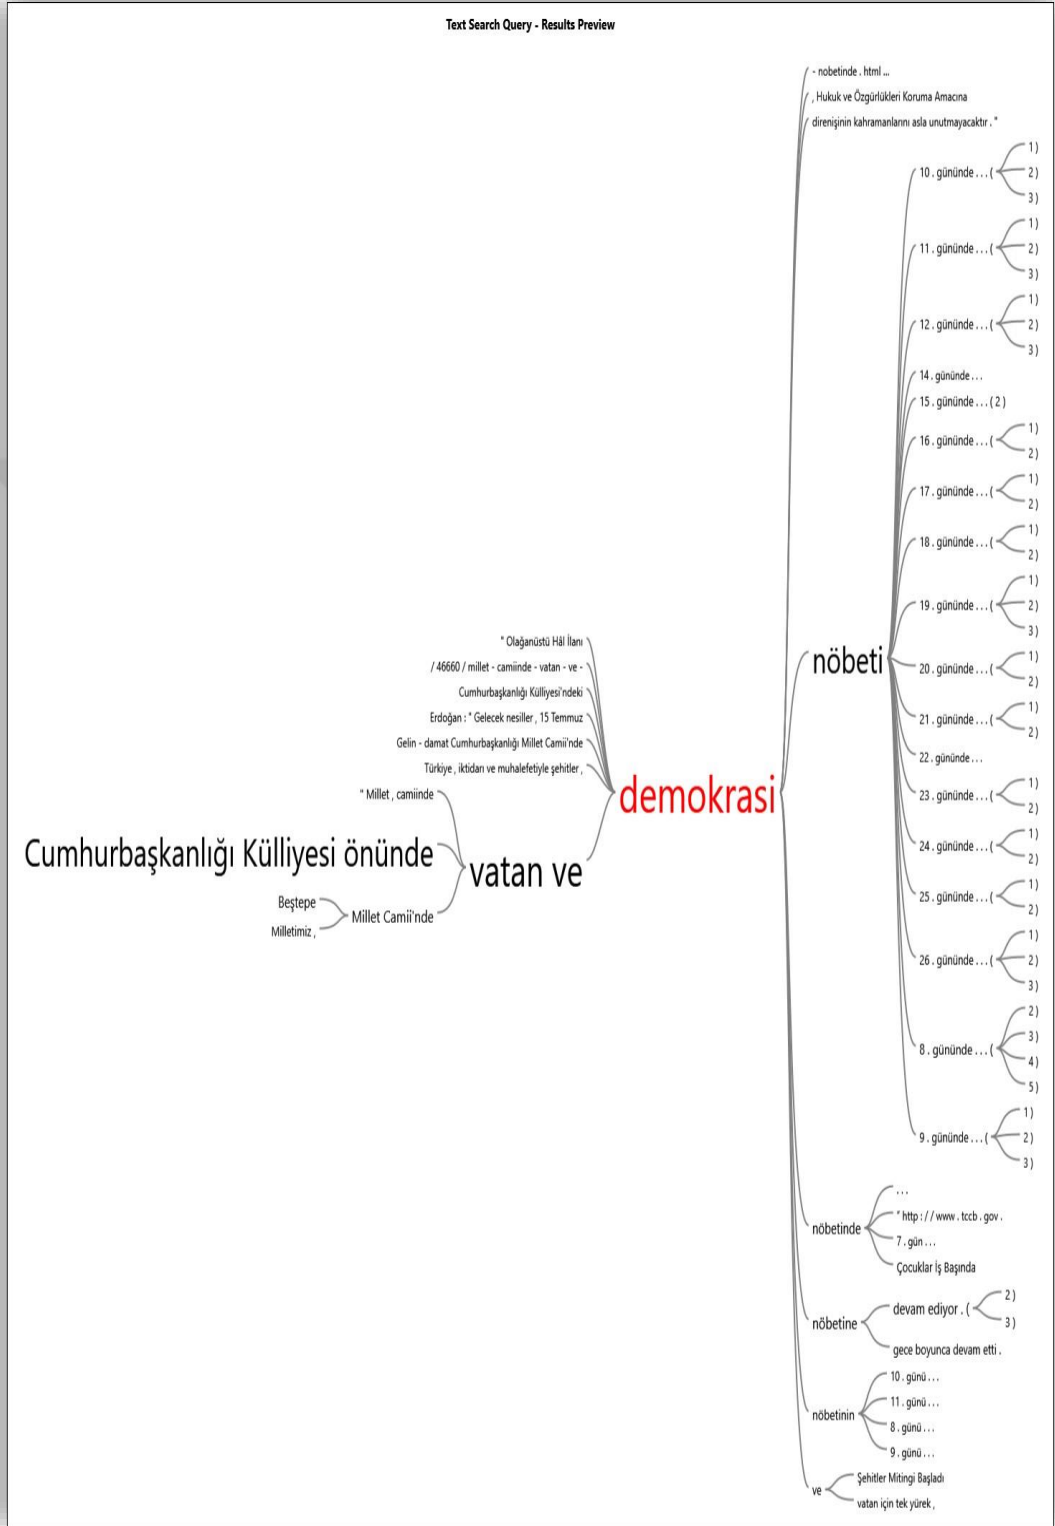 Text Search Query - Results Preview
" Olağanüstü Hâl İlanı
/ 46660 / millet - camiinde - vatan - ve -
Cumhurbaşkanlığı Külliyesi'ndeki
Erdoğan : " Gelecek nesiller , 15 Temmuz
Gelin - damat Cumhurbaşkanlığı Millet Camii'nde
Türkiye , iktidarı ve muhalefetiyle şehitler ,
" Millet , camiinde
Cumhurbaşkanlığı Külliyesi önünde
Beştepe
Milletimiz ,
Millet Camii'nde
vatan ve
demokrasi
- nobetinde . html ...
, Hukuk ve Özgürlükleri Koruma Amacına
direnişinin kahramanlarını asla unutmayacaktır . "
nöbeti
10 . gününde . . . (
1 )
2 )
3 )
11 . gününde . . . (
1 )
2 )
3 )
12 . gününde . . . (
1 )
2 )
3 )
14 . gününde . . .
15 . gününde . . . ( 2 )
16 . gününde . . . (
1 )
2 )
17 . gününde . . . (
1 )
2 )
18 . gününde . . . (
1 )
2 )
19 . gününde . . . (
1 )
2 )
3 )
20 . gününde . . . (
1 )
2 )
21 . gününde . . . (
1 )
2 )
22 . gününde . . .
23 . gününde . . . (
1 )
2 )
24 . gününde . . . (
1 )
2 )
25 . gününde . . . (
1 )
2 )
26 . gününde . . . (
1 )
2 )
3 )
8 . gününde . . . (
2 )
3 )
4 )
5 )
9 . gününde . . . (
1 )
2 )
3 )
nöbetinde
. . .
" http : / / www . tccb . gov .
7 . gün . . .
Çocuklar İş Başında
nöbetine
devam ediyor . (
2 )
3 )
gece boyunca devam etti .
nöbetinin
10 . günü . . .
11 . günü . . .
8 . günü . . .
9 . günü . . .
ve
Şehitler Mitingi Başladı
vatan için tek yürek ,